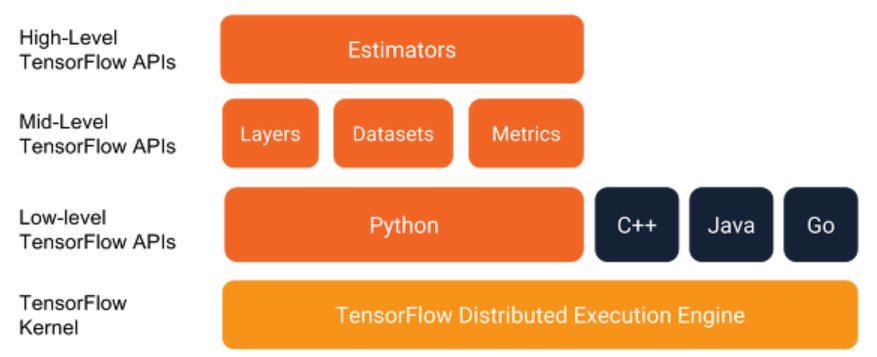 High-Level
TensorFlow APIs
Estimators
Mid-Level
TensorFlow APIs
Layers
Datasets
Metrics
Low-level
TensorFlow APIs
Python
C++
Java
Go
TensorFlow
Kernel
TensorFlow Distributed Execution Engine